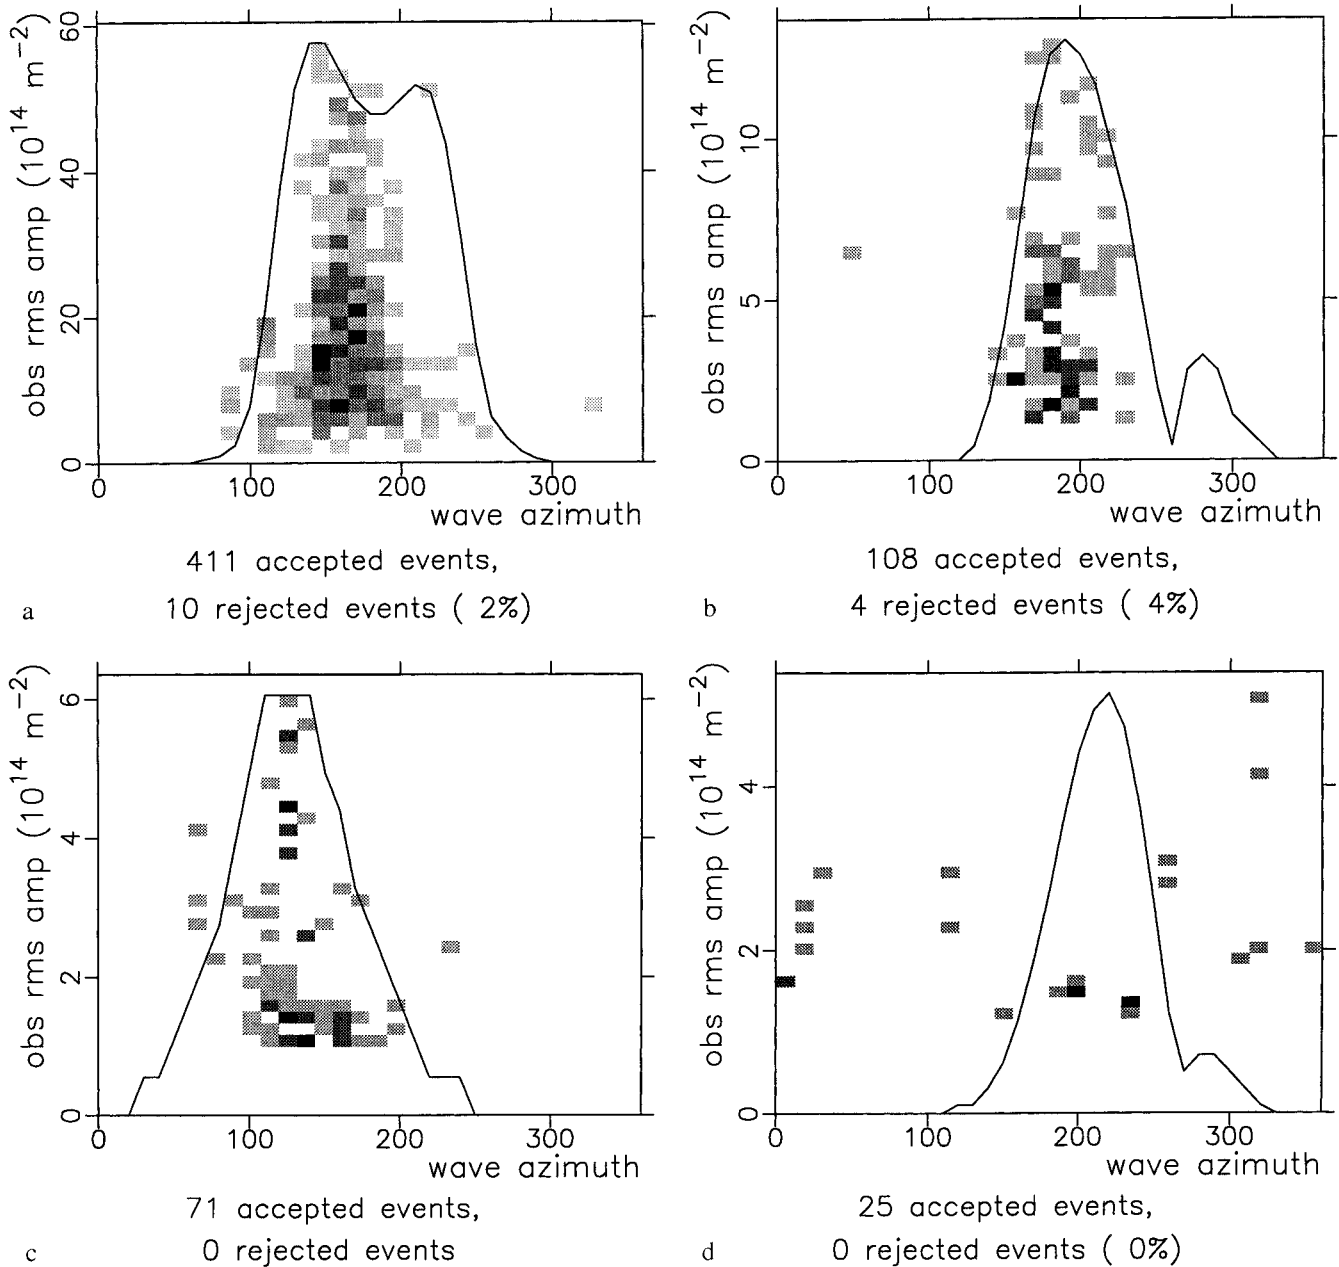 obs rms amp (10^14 m^-2)
60
40
20
0
0 100 200 300
wave azimuth
411 accepted events,
a 10 rejected events ( 2%)
obs rms amp (10^14 m^-2)
10
5
0
0 100 200 300
wave azimuth
108 accepted events,
b 4 rejected events ( 4%)
obs rms amp (10^14 m^-2)
6
4
2
0
0 100 200 300
wave azimuth
71 accepted events,
c 0 rejected events
obs rms amp (10^14 m^-2)
4
2
0
0 100 200 300
wave azimuth
25 accepted events,
d 0 rejected events ( 0%)